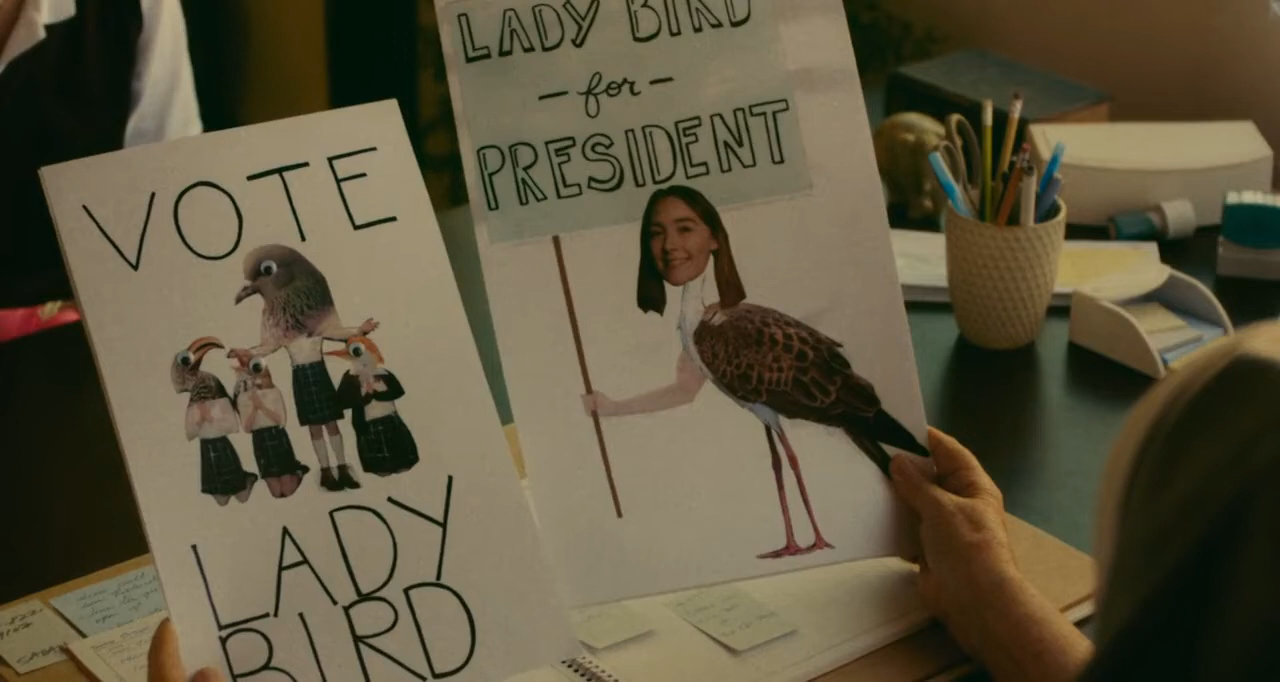 VOTE
LADY
BIRD
LADY BIRD
-for-
PRESIDENT